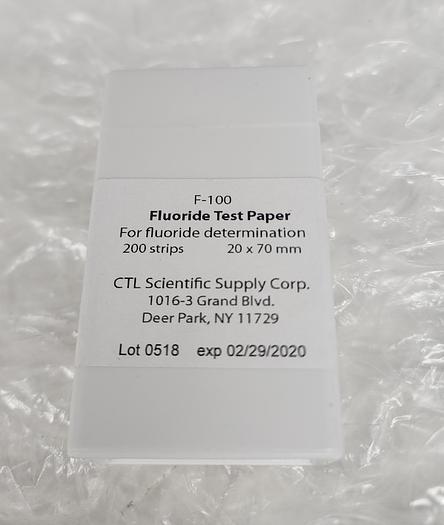 F-100
Fluoride Test Paper
For fluoride determination
200 strips 20 x 70 mm
CTL Scientific Supply Corp.
1016-3 Grand Blvd.
Deer Park, NY 11729
Lot 0518 exp 02/29/2020